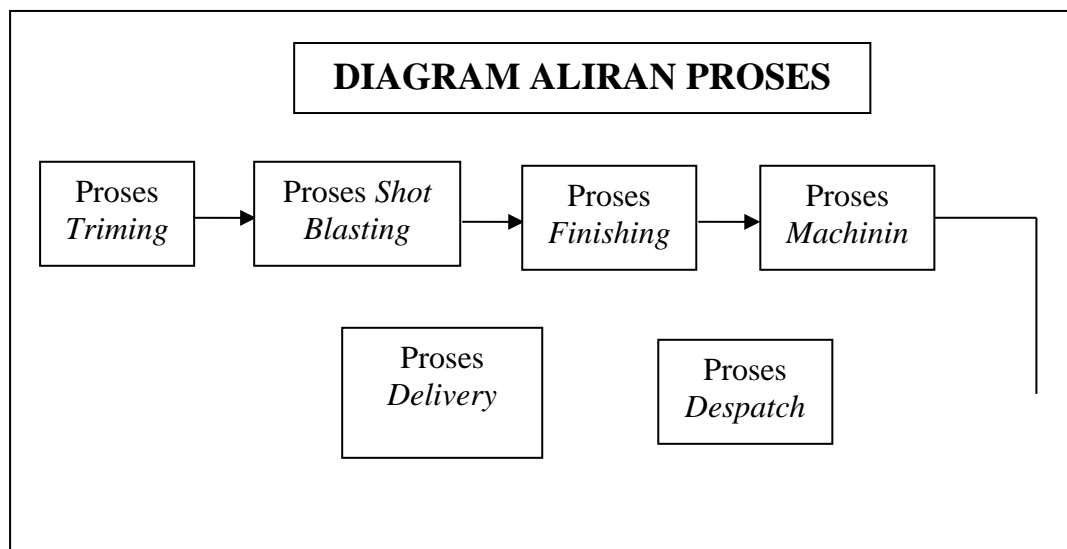 DIAGRAM ALIRAN PROSES
Proses
Triming
Proses Shot
Blasting
Proses
Finishing
Proses
Machinin
Proses
Delivery
Proses
Despatch